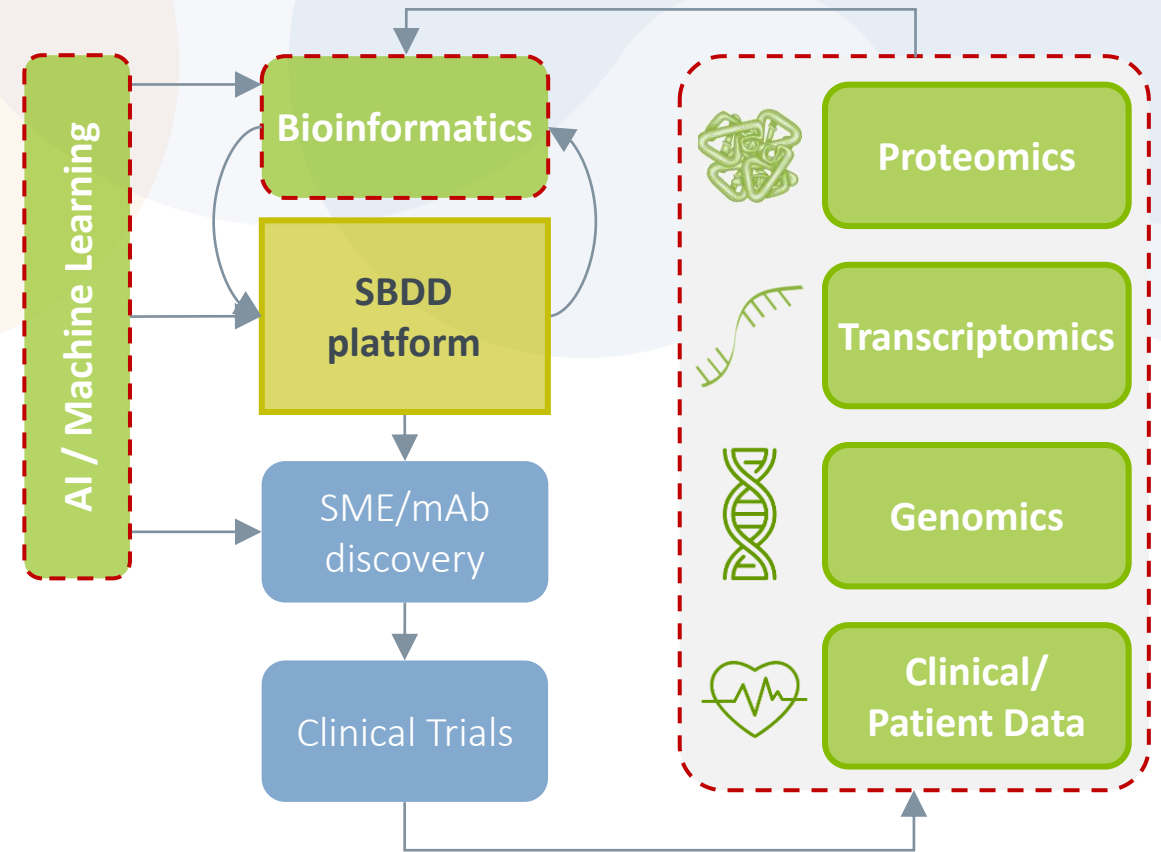 AI / Machine Learning
Bioinformatics
SBDD
platform
SME/mAb
discovery
Clinical Trials
Proteomics
Transcriptomics
Genomics
Clinical/
Patient Data